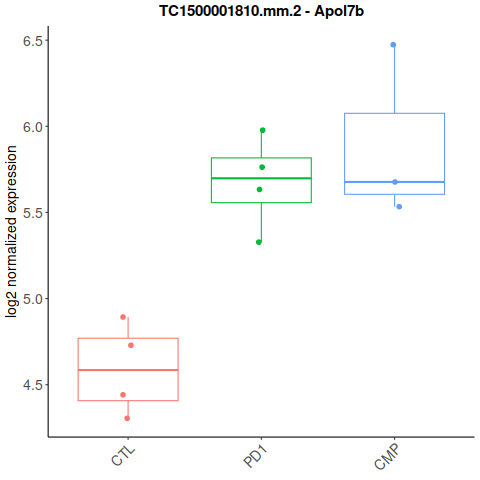 TC1500001810.mm.2 - Apol7b
log2 normalized expression
6.5
6.0
5.5
5.0
4.5
CTL
PD1
CMP